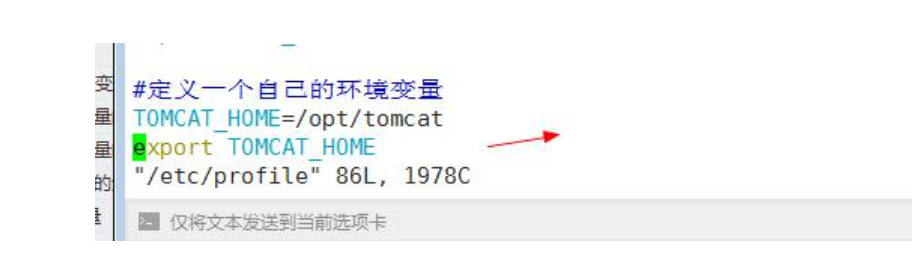 变
#定义一个自己的环境变量
量
TOMCAT_HOME=/opt/tomcat
量
export TOMCAT_HOME
的
"/etc/profile" 86L, 1978C
仅将文本发送到当前选项卡